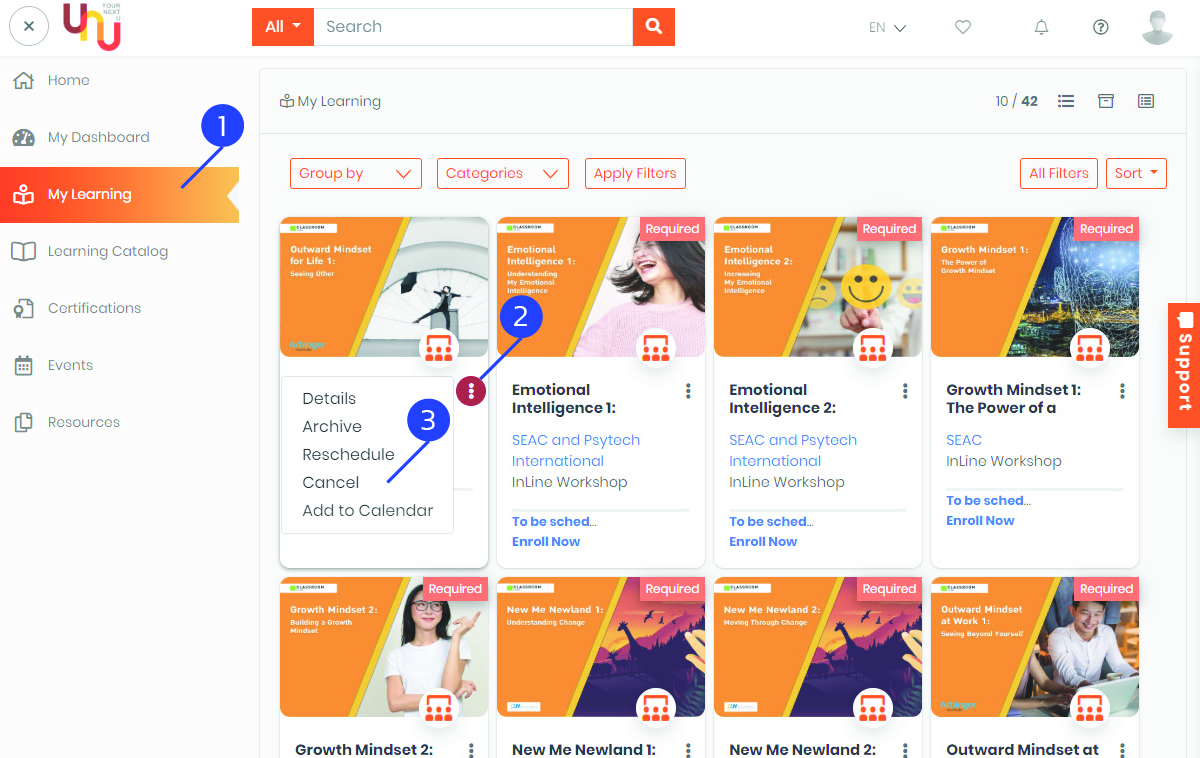 YOUR
NEXT
U
UNU
All
Search
EN
Home
My Dashboard
1
My Learning
Learning Catalog
Certifications
Events
Resources
My Learning
10 / 42
Group by
Categories
Apply Filters
All Filters
Sort
CLASSROOM
Outward Mindset
for Life 1:
Seeing Other
Arbinger
2
Details
Archive
3
Reschedule
Cancel
Add to Calendar
Required
CLASSROOM
Emotional
Intelligence 1:
Understanding
My Emotional
Intelligence
Emotional
Intelligence 1:
SEAC and Psytech
International
InLine Workshop
To be sched...
Enroll Now
Required
CLASSROOM
Emotional
Intelligence 2:
Increasing
My Emotional
Intelligence
Emotional
Intelligence 2:
SEAC and Psytech
International
InLine Workshop
To be sched...
Enroll Now
Required
CLASSROOM
Growth Mindset 1:
The Power of
Growth Mindset
Growth Mindset 1:
The Power of a
SEAC
InLine Workshop
To be sched...
Enroll Now
Support
Required
CLASSROOM
Growth Mindset 2:
Building a Growth
Mindset
Growth Mindset 2:
Required
CLASSROOM
New Me Newland 1:
Understanding Change
New Me Newland 1:
Required
CLASSROOM
New Me Newland 2:
Moving Through Change
New Me Newland 2:
Required
CLASSROOM
Outward Mindset
at Work 1:
Seeing Beyond Yourself
Arbinger
Outward Mindset at